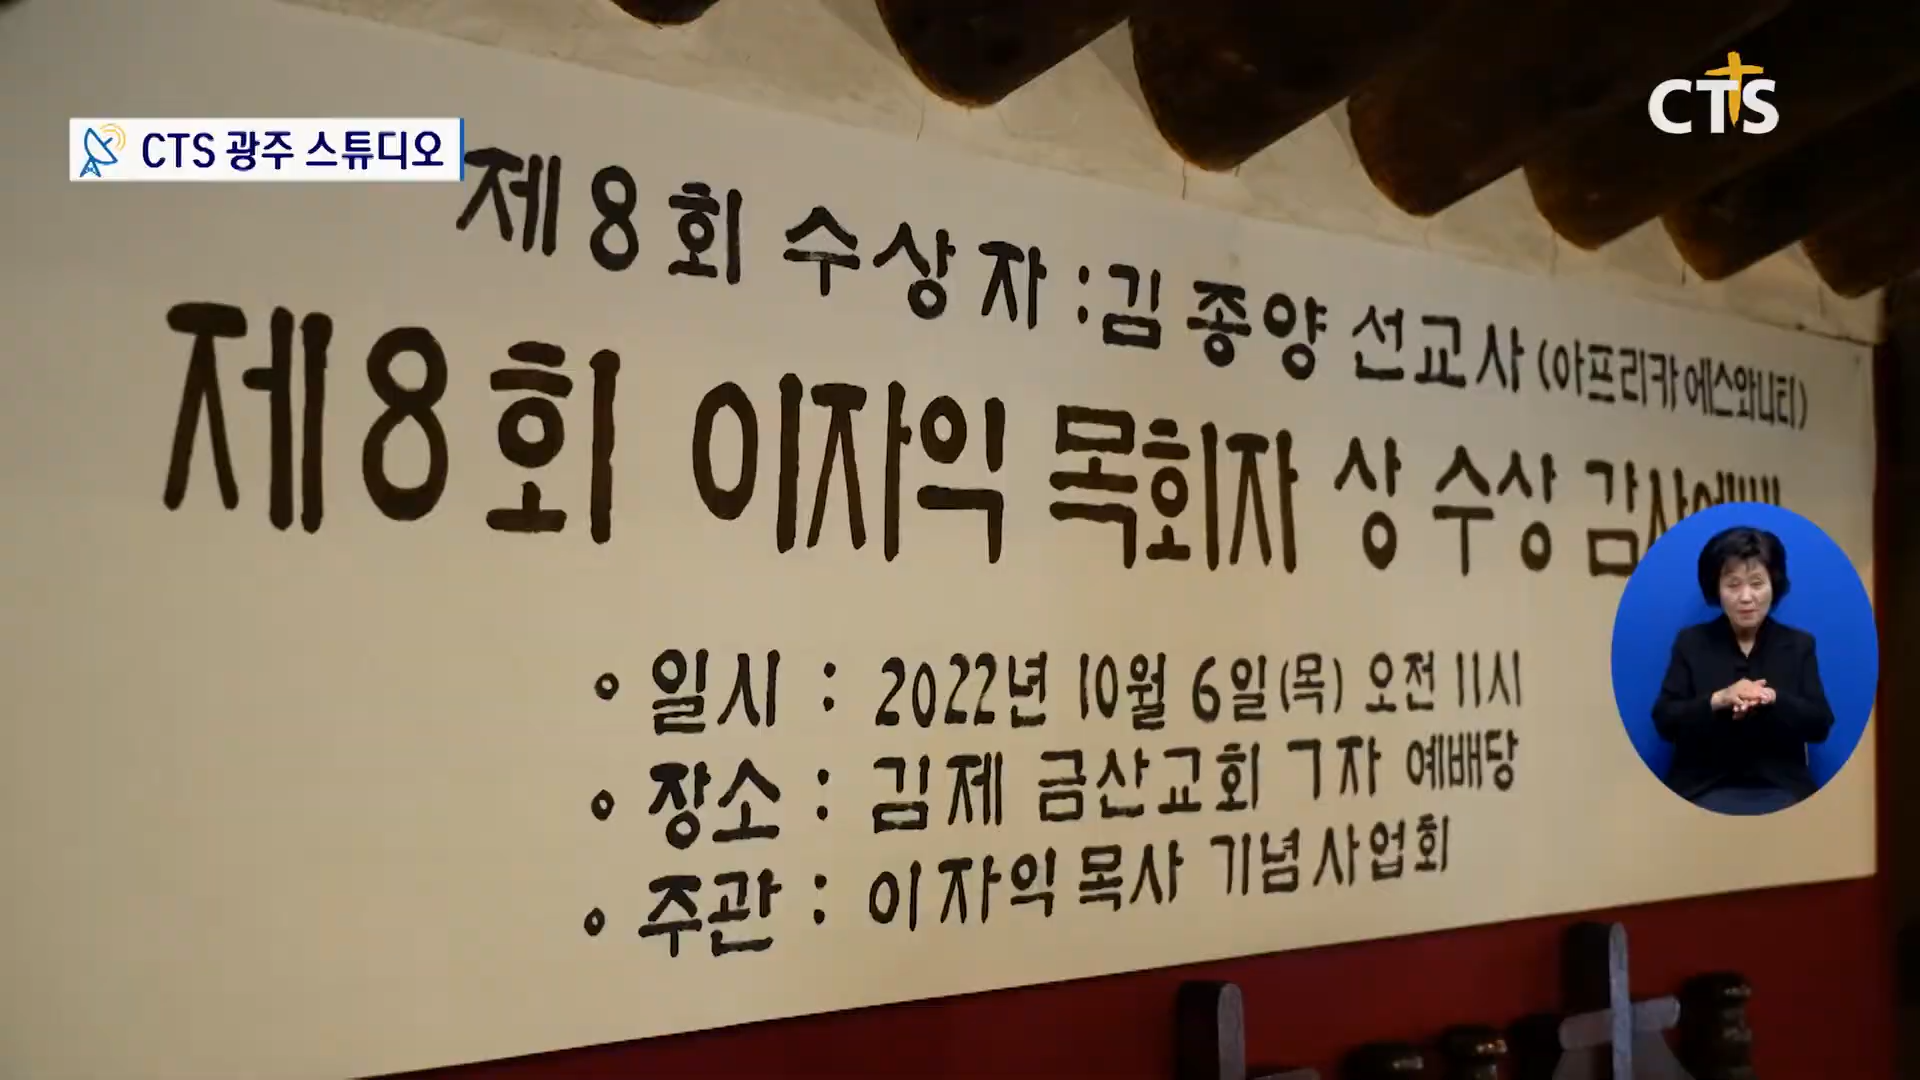 CTS
CTS 광주 스튜디오
제8회 수상자 : 김종양 선교사 (아프리카 에스와니티)
제8회 이자익 목회자 상 수상
• 일시 : 2022년 10월 6일(목) 오전 11시
• 장소 : 김제 금산교회 ㄱ자 예배당
• 주관 : 이자익 목사 기념사업회